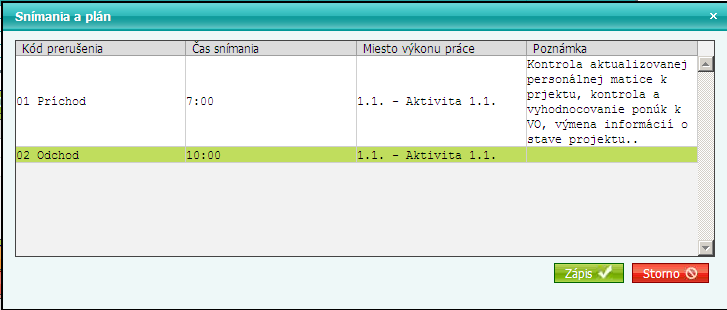 Snímania a plán
Kód prerušenia Čas snímania Miesto výkonu práce Poznámka
01 Príchod 7:00 1.1. - Aktivita 1.1. Kontrola aktualizovanej
personálnej matice k
prjektu, kontrola a
vyhodnocovanie ponúk k
VO, výmena informácií o
stave projektu..
02 Odchod 10:00 1.1. - Aktivita 1.1.
Zápis Storno